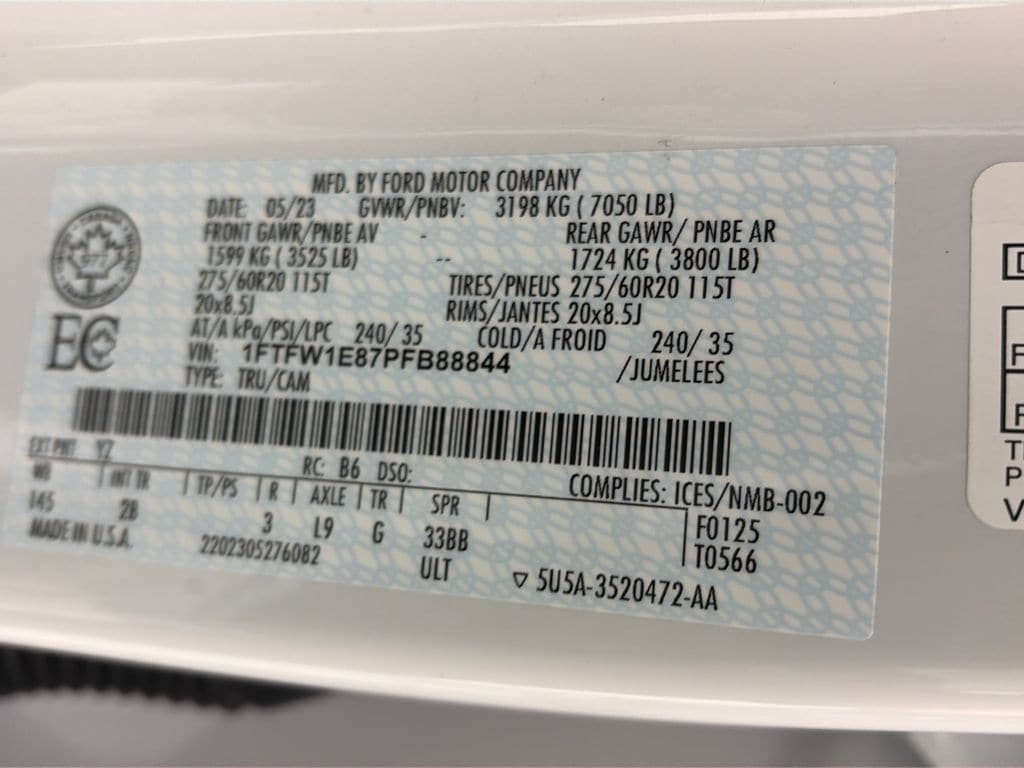 MFD. BY FORD MOTOR COMPANY
DATE: 05/23 GVWR/PNBV: 3198 KG ( 7050 LB)
FRONT GAWR/PNBE AV - REAR GAWR/ PNBE AR
1599 KG ( 3525 LB) -- 1724 KG ( 3800 LB)
275/60R20 115T TIRES/PNEUS 275/60R20 115T
20x8.5J RIMS/JANTES 20x8.5J
AT/A kPa/PSI/LPC 240/ 35 COLD/A FROID 240/ 35
VIN: 1FTFW1E87PFB88844 /JUMELEES
TYPE: TRU/CAM
EC
EXT PNT: YZ RC: B6 DSO:
WB | INT TR | TP/PS | R | AXLE | TR | SPR | COMPLIES: ICES/NMB-002
145 2B 3 L9 G 33BB F0125
MADE IN U.S.A. 2202305276082 ULT T0566
▽ 5U5A-3520472-AA